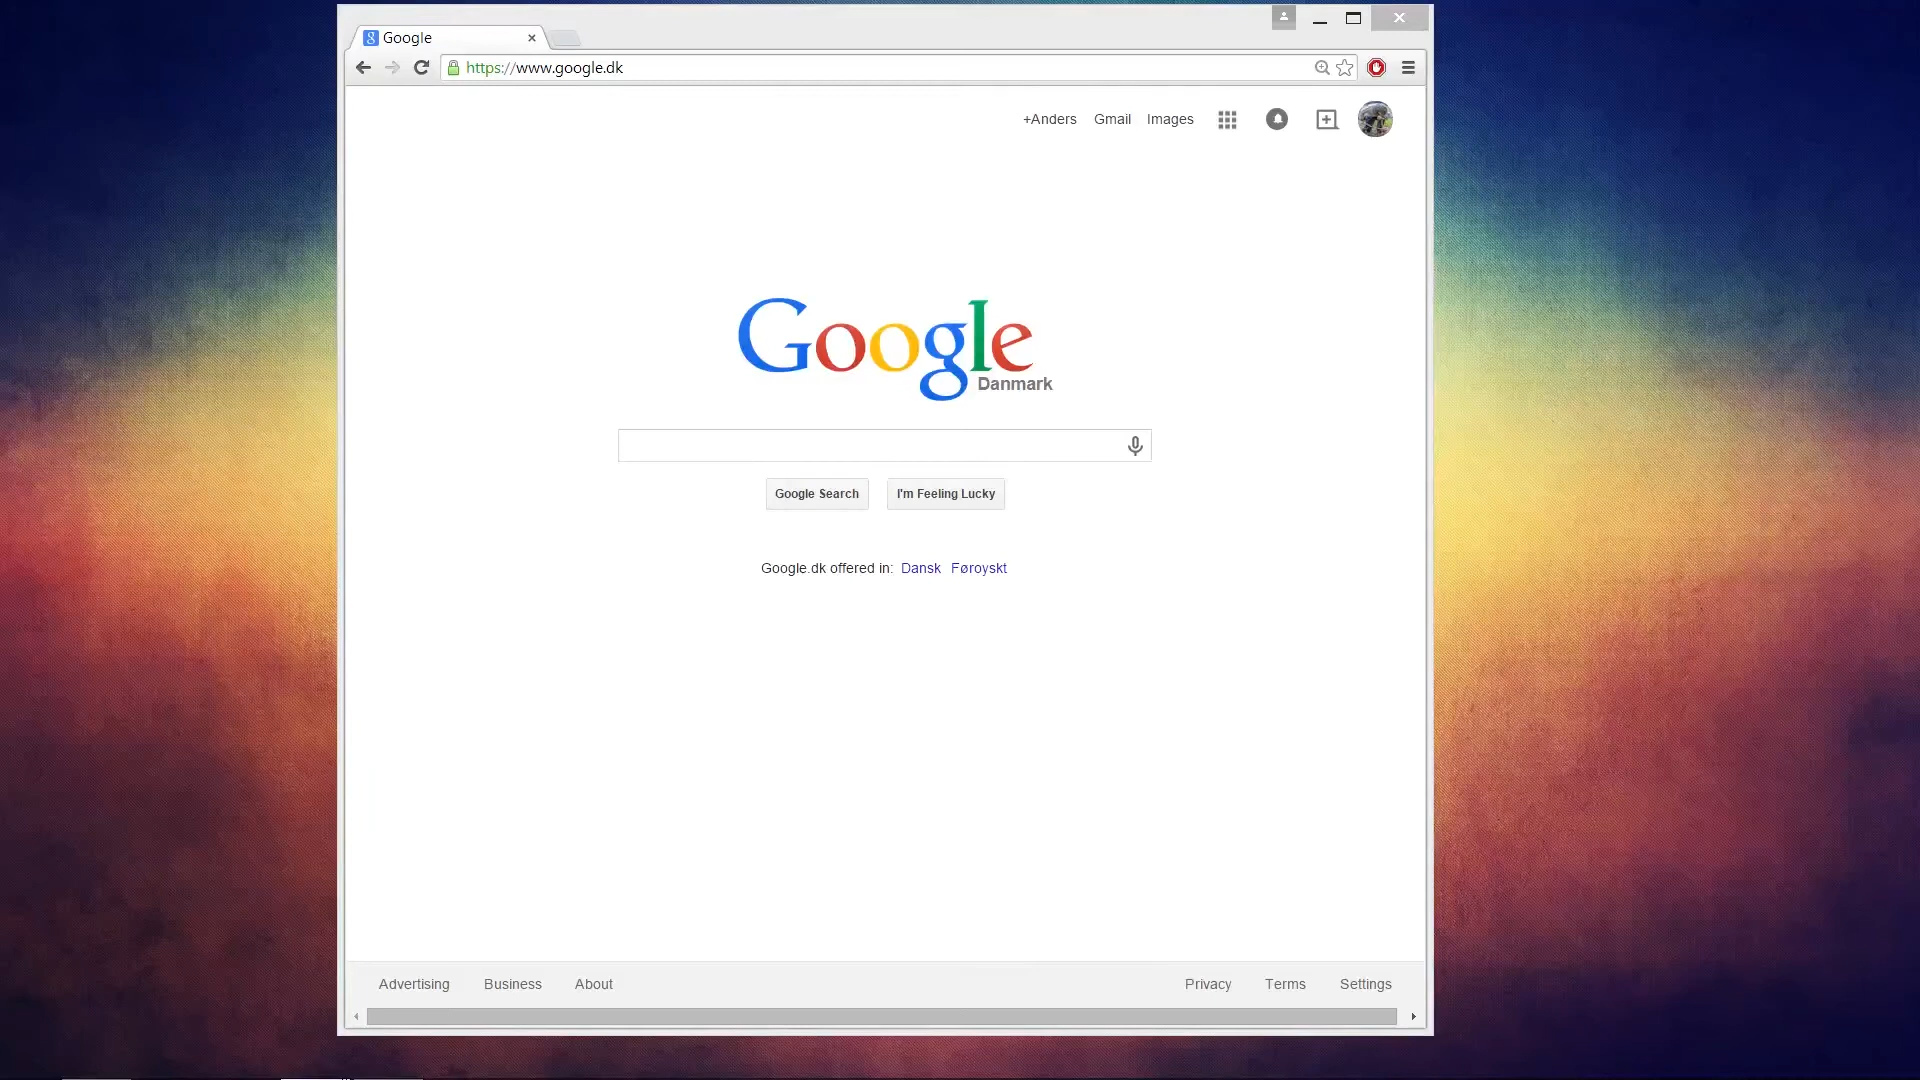 Google
https://www.google.dk
+Anders Gmail Images
Google
Danmark
Google Search I'm Feeling Lucky
Google.dk offered in: Dansk Føroyskt
Advertising Business About Privacy Terms Settings